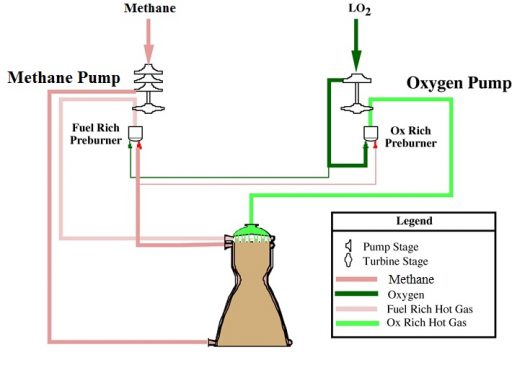 Methane
LO2
Methane Pump
Oxygen Pump
Fuel Rich
Preburner
Ox Rich
Preburner
Legend
Pump Stage
Turbine Stage
Methane
Oxygen
Fuel Rich Hot Gas
Ox Rich Hot Gas